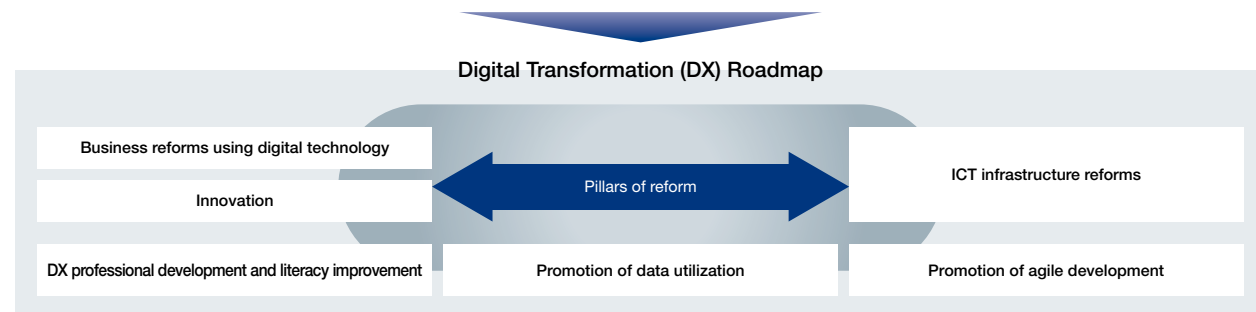 Digital Transformation (DX) Roadmap
Business reforms using digital technology
Innovation
Pillars of reform
ICT infrastructure reforms
DX professional development and literacy improvement
Promotion of data utilization
Promotion of agile development